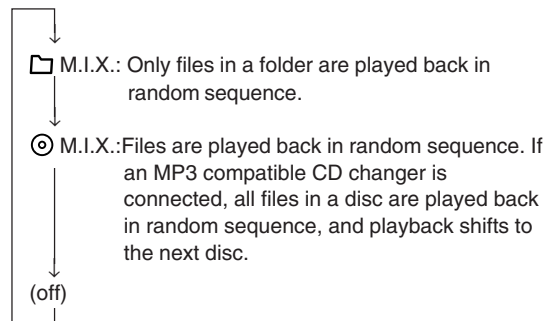 M.I.X.: Only files in a folder are played back in
random sequence.
M.I.X.:Files are played back in random sequence. If
an MP3 compatible CD changer is
connected, all files in a disc are played back
in random sequence, and playback shifts to
the next disc.
(off)